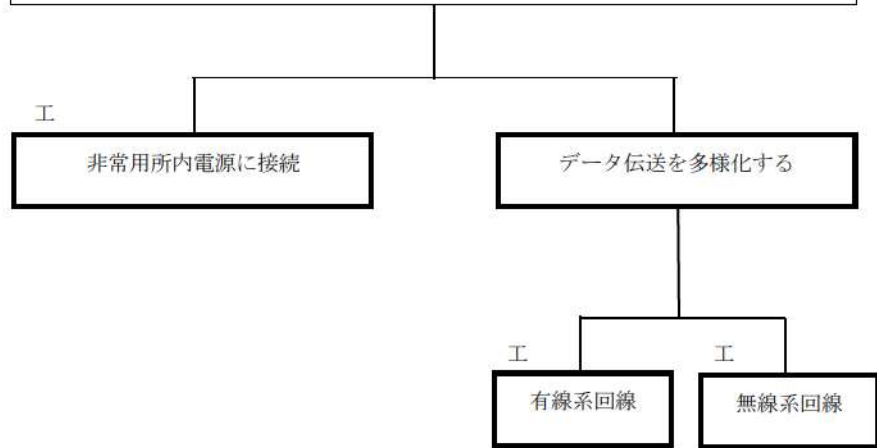 工
非常用所内電源に接続
データ伝送を多様化する
工
有線系回線
工
無線系回線